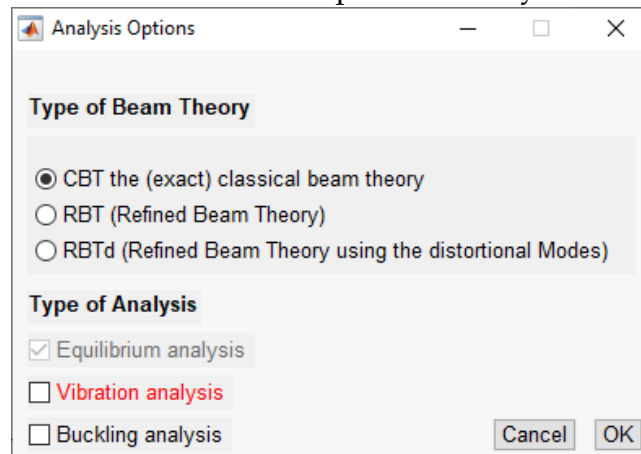 Analysis Options
Type of Beam Theory
CBT the (exact) classical beam theory
RBT (Refined Beam Theory)
RBTd (Refined Beam Theory using the distortional Modes)
Type of Analysis
Equilibrium analysis
Vibration analysis
Buckling analysis
Cancel OK